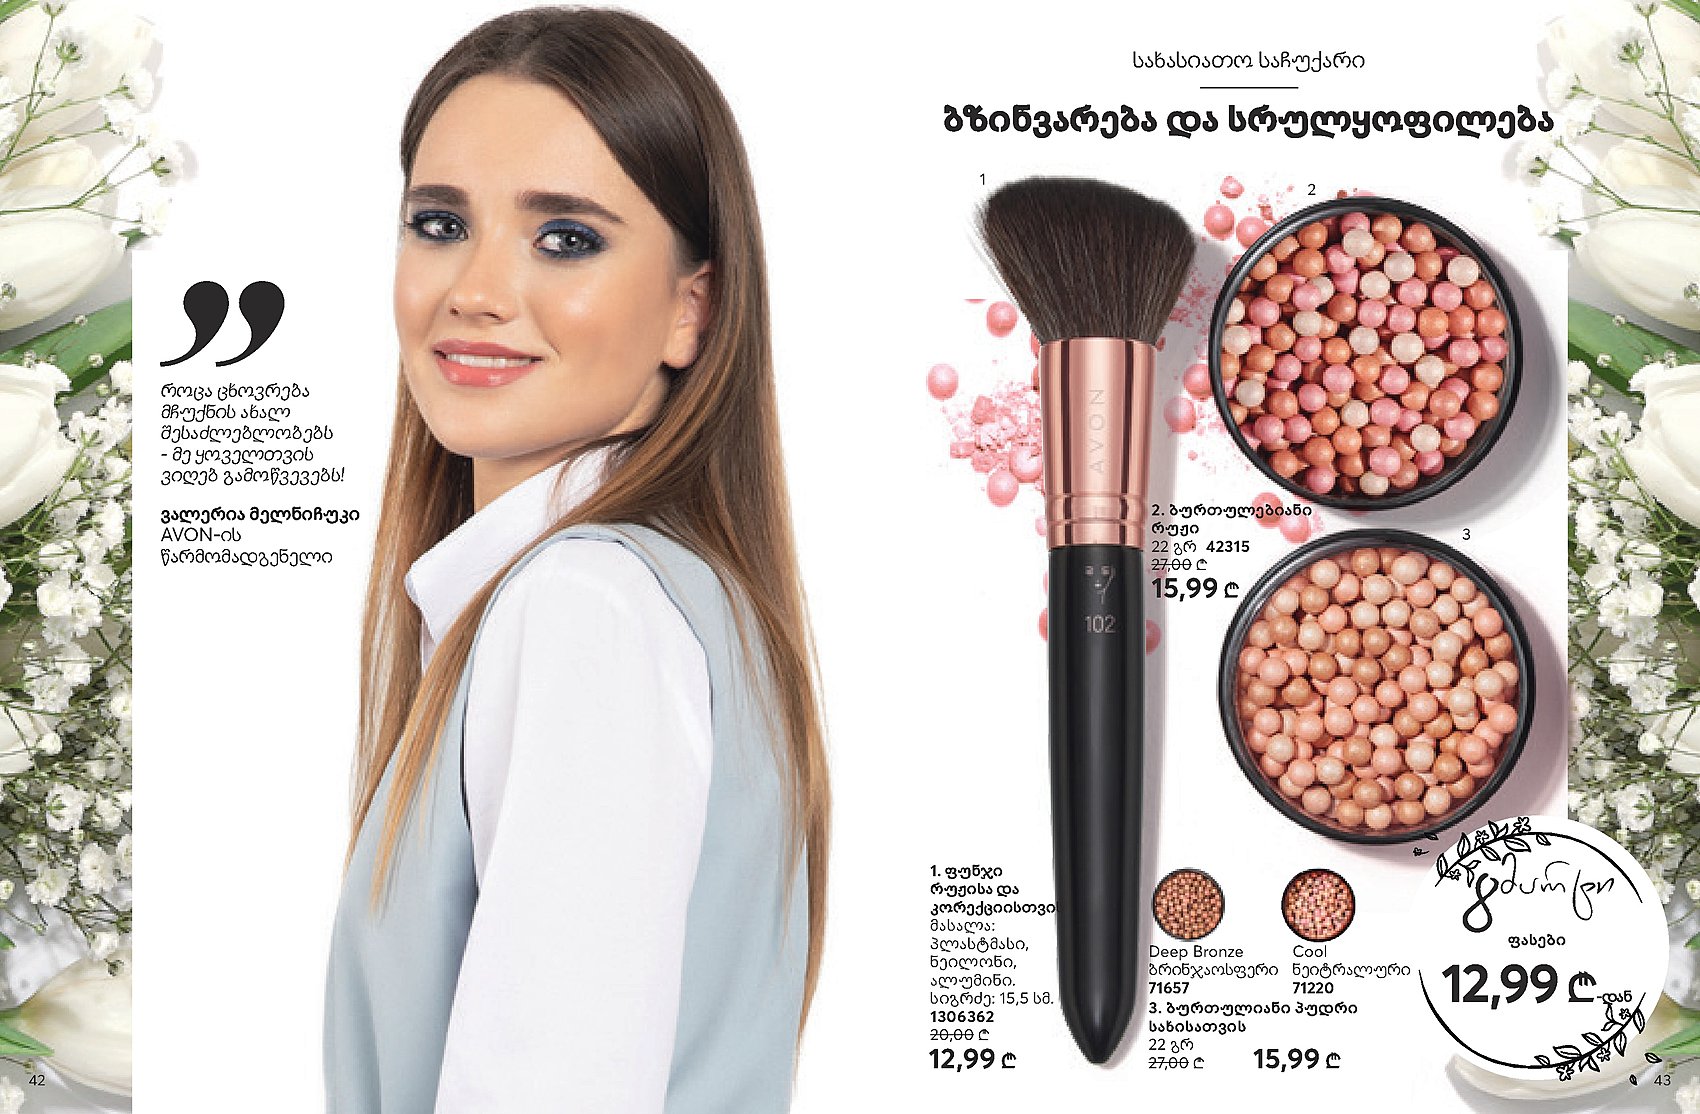 როცა ცხოვრება
მჩუქნის ახალ
შესაძლებლობებს
- მე ყოველთვის
ვიღებ გამოწვევებს!
ვალერია მელნიჩუკი
AVON-ის
წარმომადგენელი
42
სახასიათო საჩუქარი
ბზინვარება და სრულყოფილება
1
2
AVON
2. ბურთულებიანი
რუჟი
22 გრ 42315
27,00 ₾
15,99 ₾
3
102
1. ფუნჯი
რუჟისა და
კორექციისთვის
მასალა:
პლასტმასი,
ნეილონი,
ალუმინი.
სიგრძე: 15,5 სმ.
1306362
20,00 ₾
12,99 ₾
Deep Bronze
ბრინჯაოსფერი
71657
Cool
ნეიტრალური
71220
3. ბურთულიანი პუდრი
სახისათვის
22 გრ
27,00 ₾ 15,99 ₾
8 მარტი
ფასები
12,99 ₾-დან
43